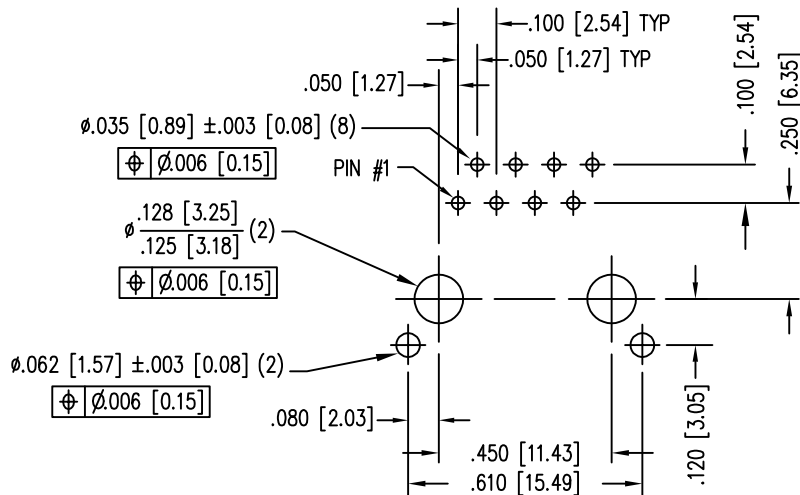 .100 [2.54] TYP
.050 [1.27] TYP
.050 [1.27]
.100 [2.54]
.250 [6.35]
ø.035 [0.89] ±.003 [0.08] (8)
⌖ Ø.006 [0.15]
PIN #1
ø .128 [3.25]
.125 [3.18] (2)
⌖ Ø.006 [0.15]
ø.062 [1.57] ±.003 [0.08] (2)
⌖ Ø.006 [0.15]
.080 [2.03]
.450 [11.43]
.610 [15.49]
.120 [3.05]